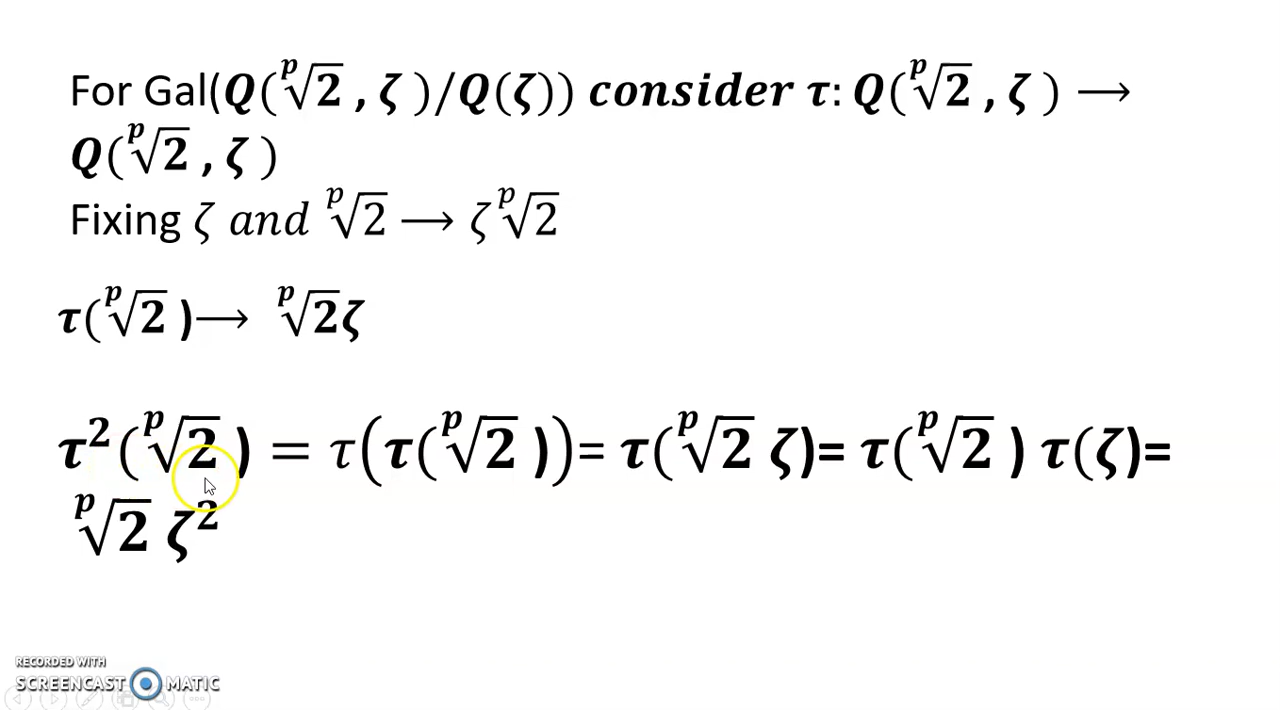 For Gal(𝑸(ᵖ√𝟐 , 𝜻 )/𝑸(𝜻)) 𝒄𝒐𝒏𝒔𝒊𝒅𝒆𝒓 𝝉: 𝑸(ᵖ√𝟐 , 𝜻 ) ⟶
𝑸(ᵖ√𝟐 , 𝜻 )
Fixing 𝜁 𝑎𝑛𝑑 ᵖ√2 ⟶ 𝜁ᵖ√2
𝝉(ᵖ√𝟐 )⟶ ᵖ√𝟐𝜻
𝝉²(ᵖ√𝟐 ) = 𝜏(𝝉(ᵖ√𝟐 ))= 𝝉(ᵖ√𝟐 𝜻)= 𝝉(ᵖ√𝟐 ) 𝝉(𝜻)=
ᵖ√𝟐 𝜻²
RECORDED WITH
SCREENCAST MATIC